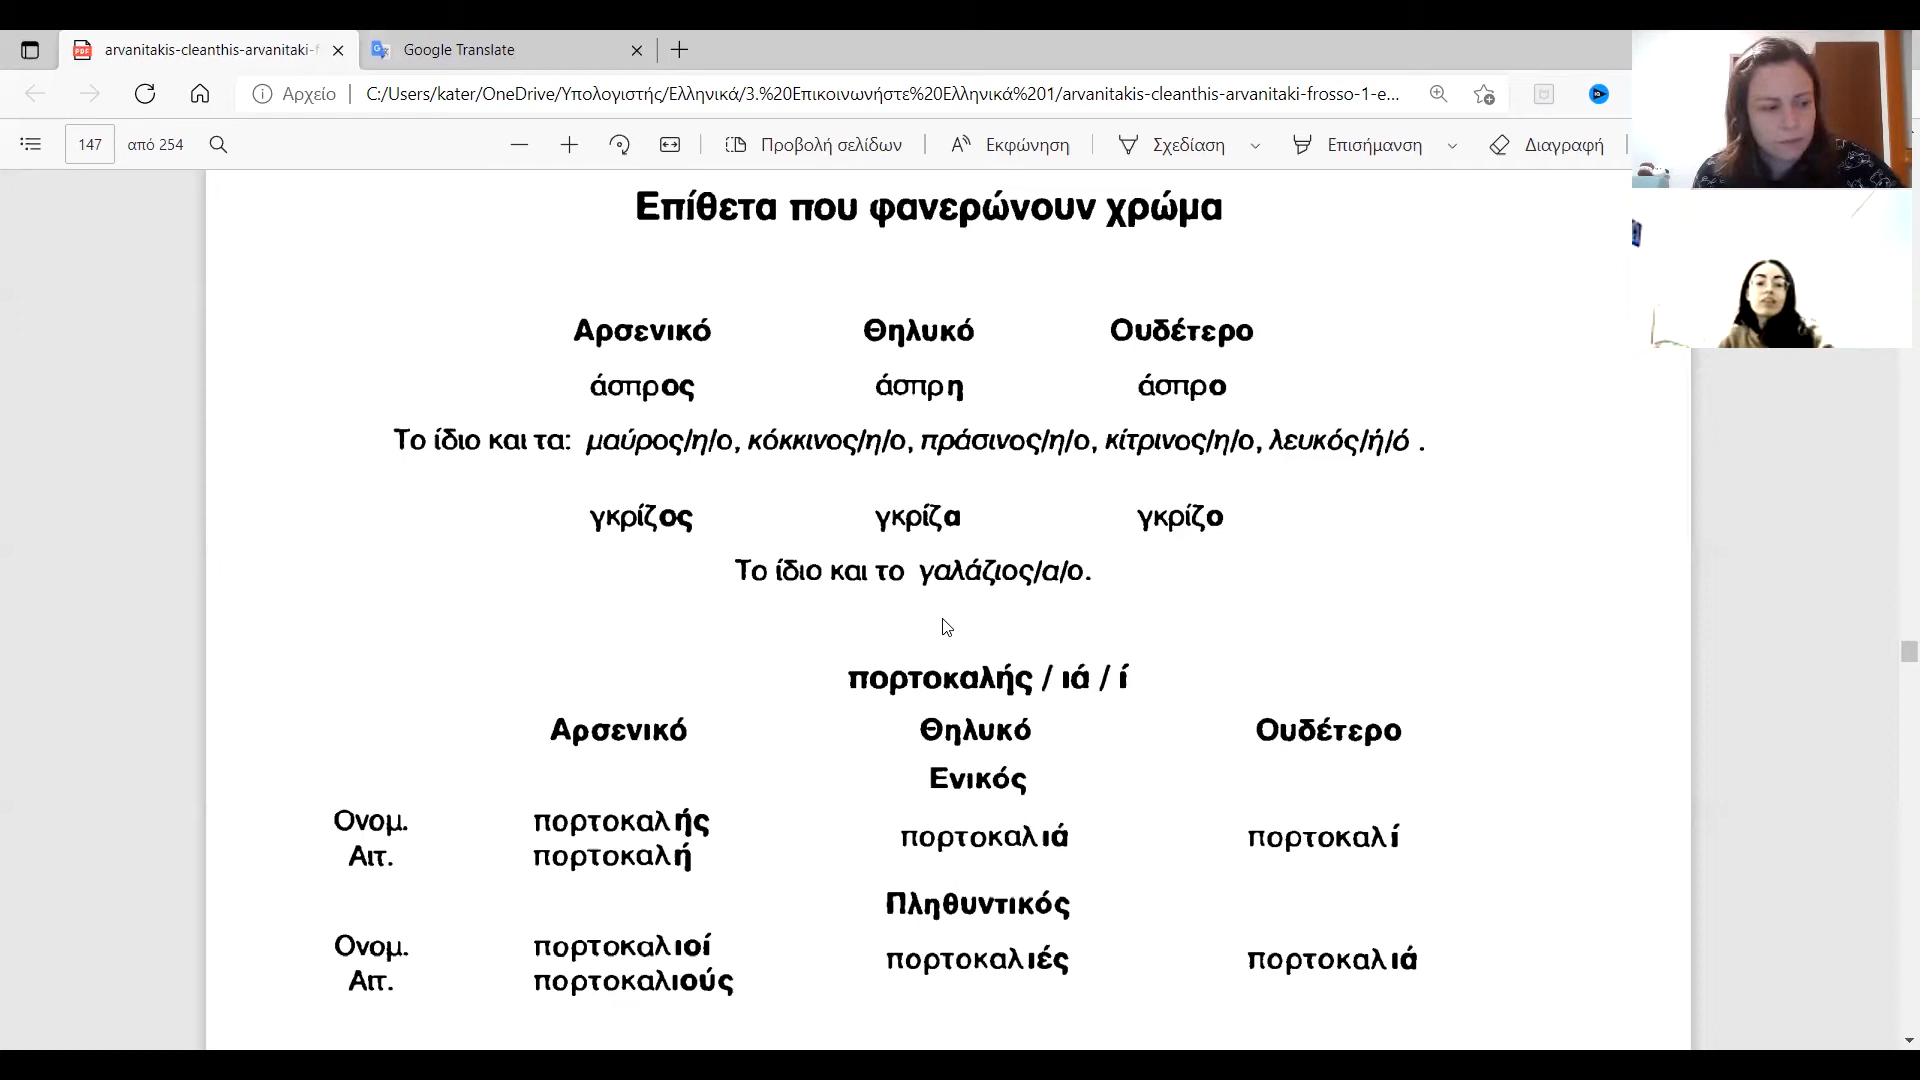 arvanitakis-cleanthis-arvanitaki-f
Google Translate
Αρχείο
C:/Users/kater/OneDrive/Υπολογιστής/Ελληνικά/3.%20Επικοινωνήστε%20Ελληνικά%201/arvanitakis-cleanthis-arvanitaki-frosso-1-e...
147 από 254
Προβολή σελίδων
Εκφώνηση
Σχεδίαση
Επισήμανση
Διαγραφή
Επίθετα που φανερώνουν χρώμα
Αρσενικό Θηλυκό Ουδέτερο
άσπρος άσπρη άσπρο
Το ίδιο και τα: μαύρος/η/ο, κόκκινος/η/ο, πράσινος/η/ο, κίτρινος/η/ο, λευκός/ή/ό .
γκρίζος γκρίζα γκρίζο
Το ίδιο και το γαλάζιος/α/ο.
πορτοκαλής / ιά / ί
Αρσενικό Θηλυκό Ουδέτερο
Ενικός
Ονομ. πορτοκαλής
Αιτ. πορτοκαλή
πορτοκαλιά πορτοκαλί
Πληθυντικός
Ονομ. πορτοκαλιοί
Αιτ. πορτοκαλιούς
πορτοκαλιές πορτοκαλιά